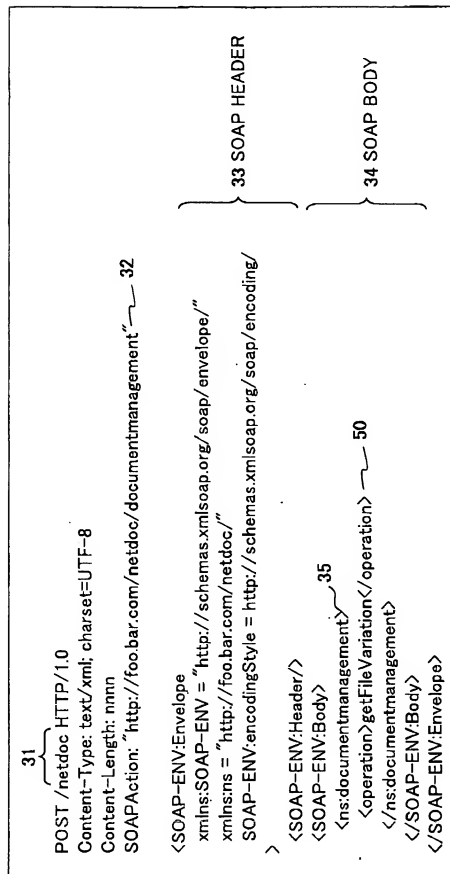 31
POST /netdoc HTTP/1.0
Content-Type: text/xml; charset=UTF-8
Content-Length: nnnn
SOAPAction: "http://foo.bar.com/netdoc/documentmanagement" 32
<SOAP-ENV:Envelope
xmlns:SOAP-ENV = "http://schemas.xmlsoap.org/soap/envelope/"
xmlns:ns = "http://foo.bar.com/netdoc/"
SOAP-ENV:encodingStyle = http://schemas.xmlsoap.org/soap/encoding/
>
33 SOAP HEADER
<SOAP-ENV:Header/>
<SOAP-ENV:Body>
<ns:documentmanagement> 35
<operation>getFileVariation</operation> 50
</ns:documentmanagement>
</SOAP-ENV:Body>
</SOAP-ENV:Envelope>
34 SOAP BODY